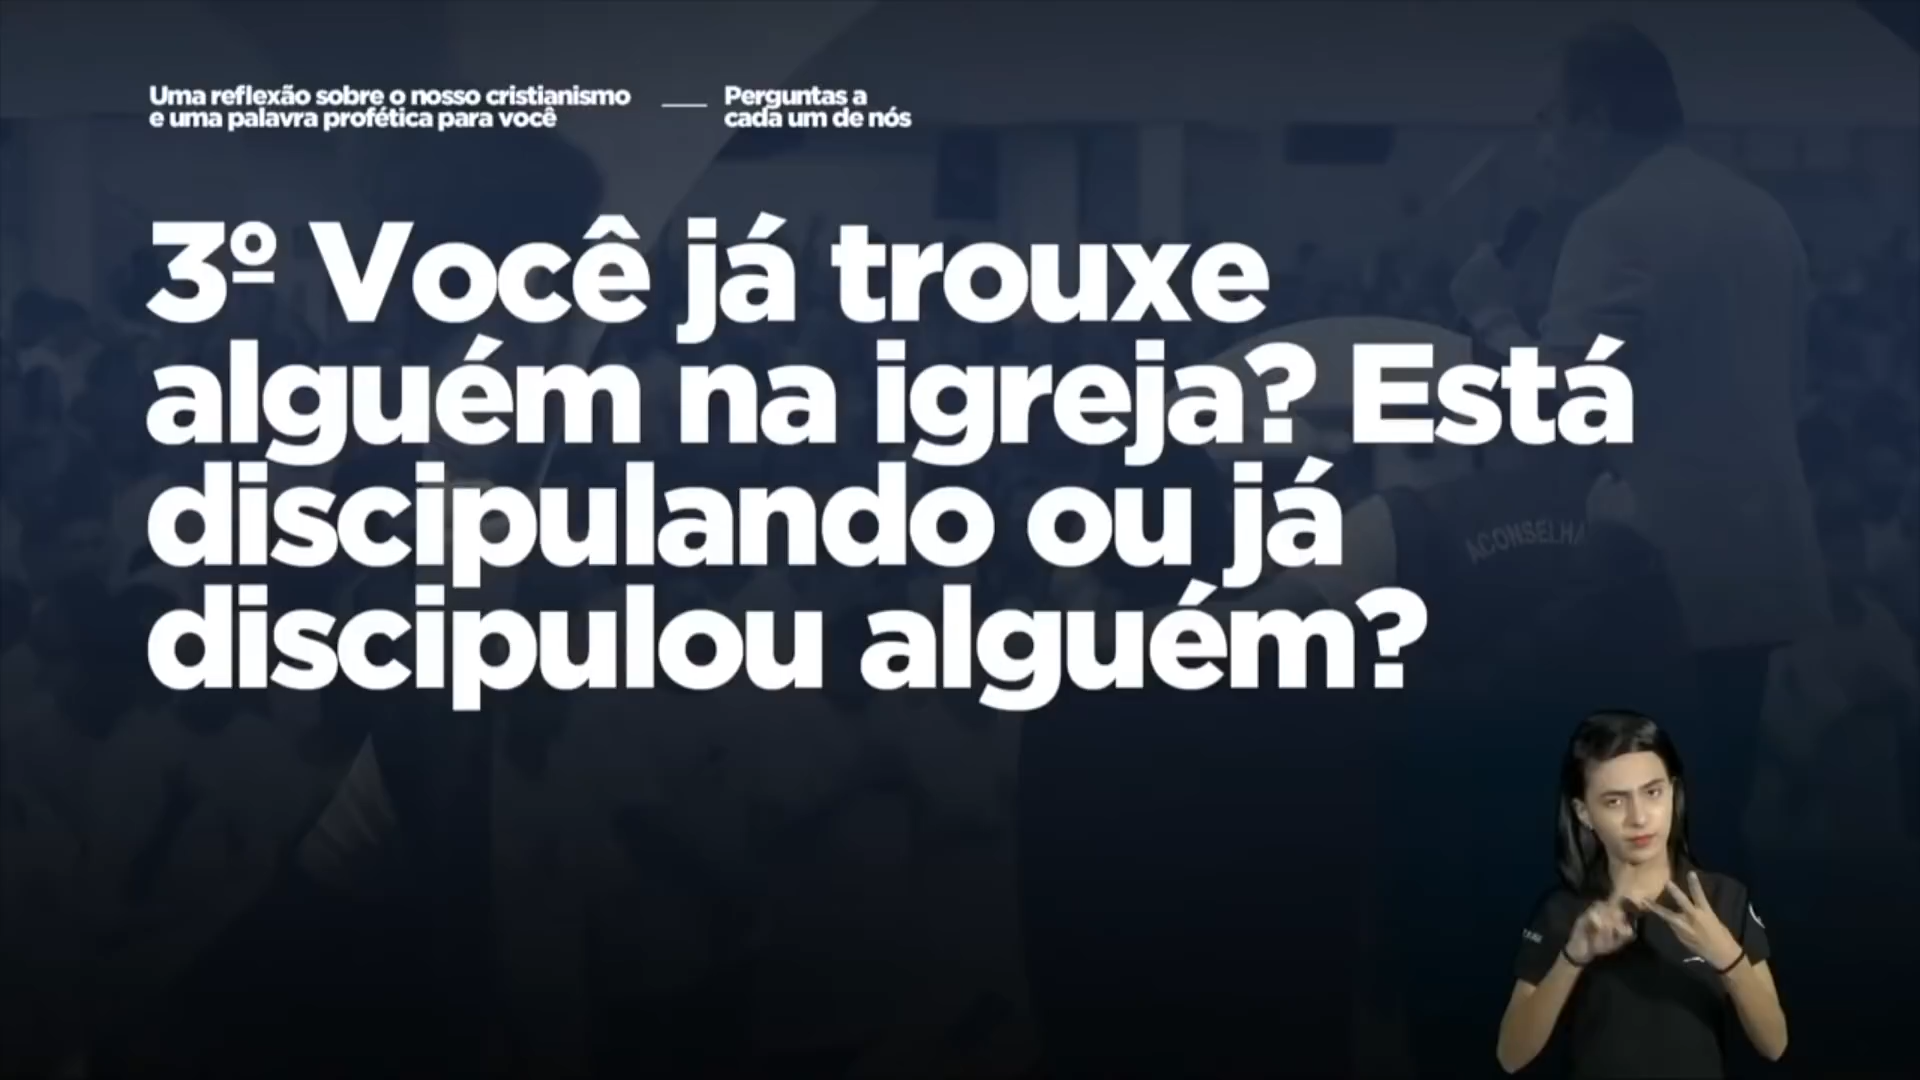 Uma reflexão sobre o nosso cristianismo
e uma palavra profética para você
Perguntas a
cada um de nós
3º Você já trouxe
alguém na igreja? Está
discipulando ou já
discipulou alguém?
ACONSELHA